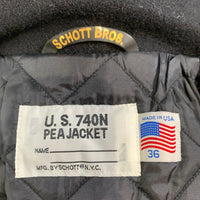 SCHOTT BROS.
U. S. 740N
PEA JACKET
NAME
MFG. BY SCHOTT N.Y.C.
MADE IN USA
36